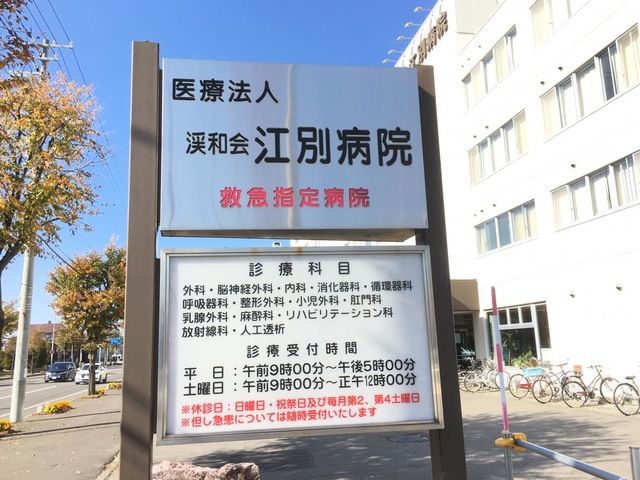 医療法人
渓和会 江別病院
救急指定病院
江別病院
診療科目
外科・脳神経外科・内科・消化器科・循環器科
呼吸器科・整形外科・小児外科・肛門科
乳腺外科・麻酔科・リハビリテーション科
放射線科・人工透析
診療受付時間
平 日：午前9時00分〜午後5時00分
土曜日：午前9時00分〜正午12時00分
※休診日：日曜日・祝祭日及び毎月第2、第4土曜日
※但し急患については随時受付いたします